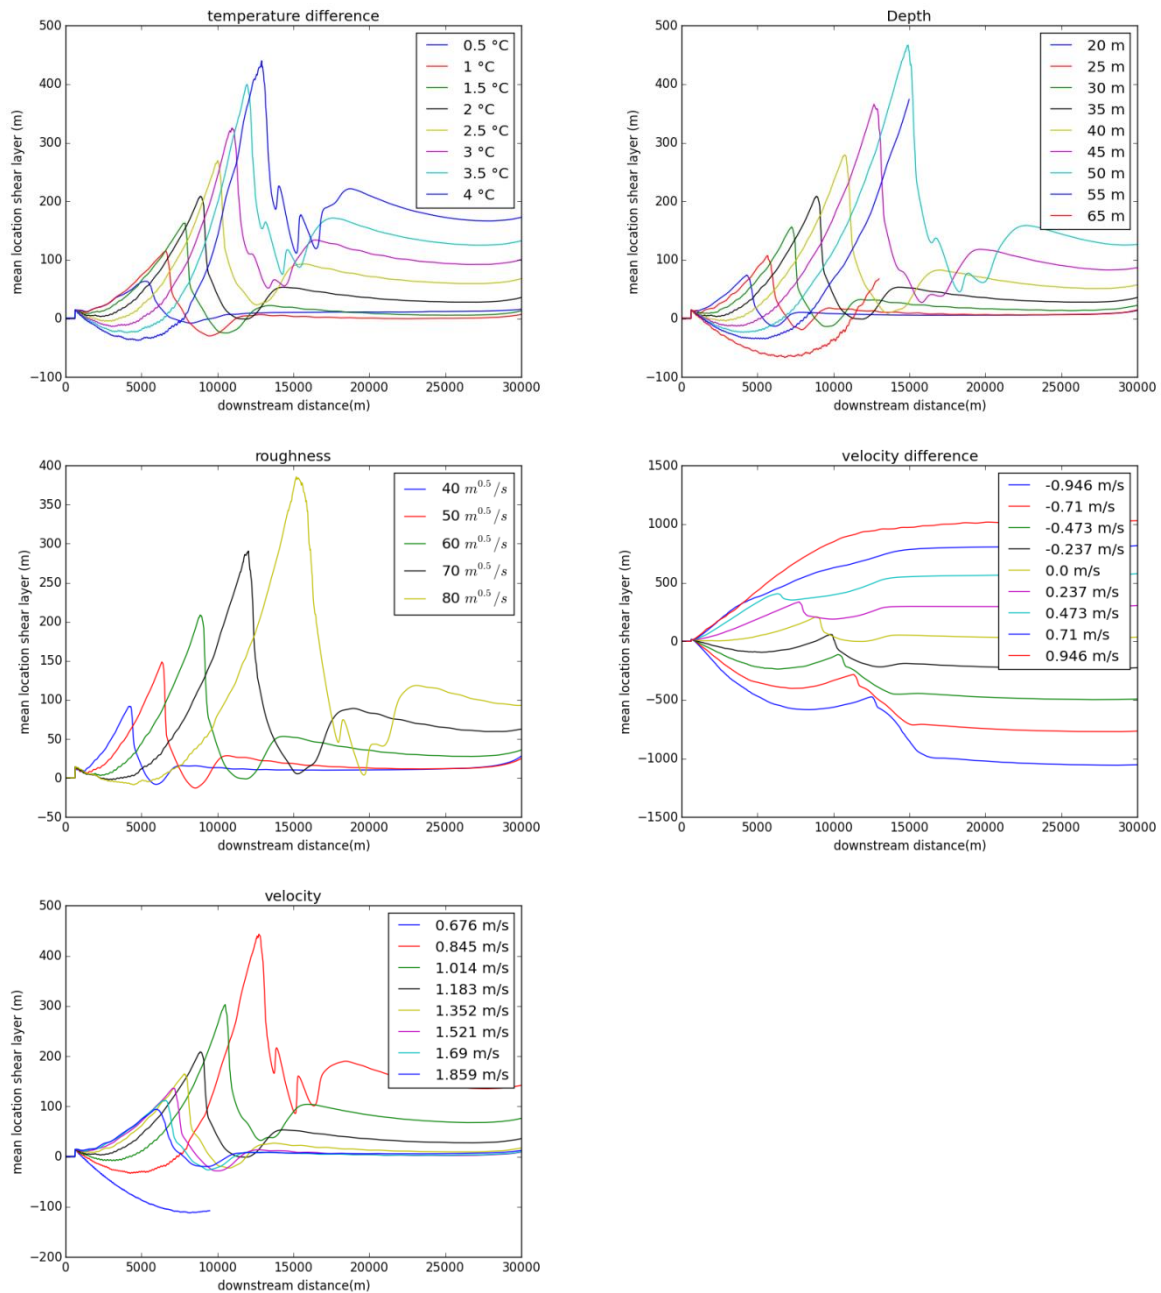 temperature difference
500
400
300
200
100
0
−100
mean location shear layer (m)
0.5 °C
1 °C
1.5 °C
2 °C
2.5 °C
3 °C
3.5 °C
4 °C
0 5000 10000 15000 20000 25000 30000
downstream distance(m)
Depth
500
400
300
200
100
0
−100
mean location shear layer (m)
20 m
25 m
30 m
35 m
40 m
45 m
50 m
55 m
65 m
0 5000 10000 15000 20000 25000 30000
downstream distance(m)
roughness
400
350
300
250
200
150
100
50
0
−50
mean location shear layer (m)
40 m^0.5/s
50 m^0.5/s
60 m^0.5/s
70 m^0.5/s
80 m^0.5/s
0 5000 10000 15000 20000 25000 30000
downstream distance(m)
velocity difference
1500
1000
500
0
−500
−1000
−1500
mean location shear layer (m)
-0.946 m/s
-0.71 m/s
-0.473 m/s
-0.237 m/s
0.0 m/s
0.237 m/s
0.473 m/s
0.71 m/s
0.946 m/s
0 5000 10000 15000 20000 25000 30000
downstream distance(m)
velocity
500
400
300
200
100
0
−100
−200
mean location shear layer (m)
0.676 m/s
0.845 m/s
1.014 m/s
1.183 m/s
1.352 m/s
1.521 m/s
1.69 m/s
1.859 m/s
0 5000 10000 15000 20000 25000 30000
downstream distance(m)